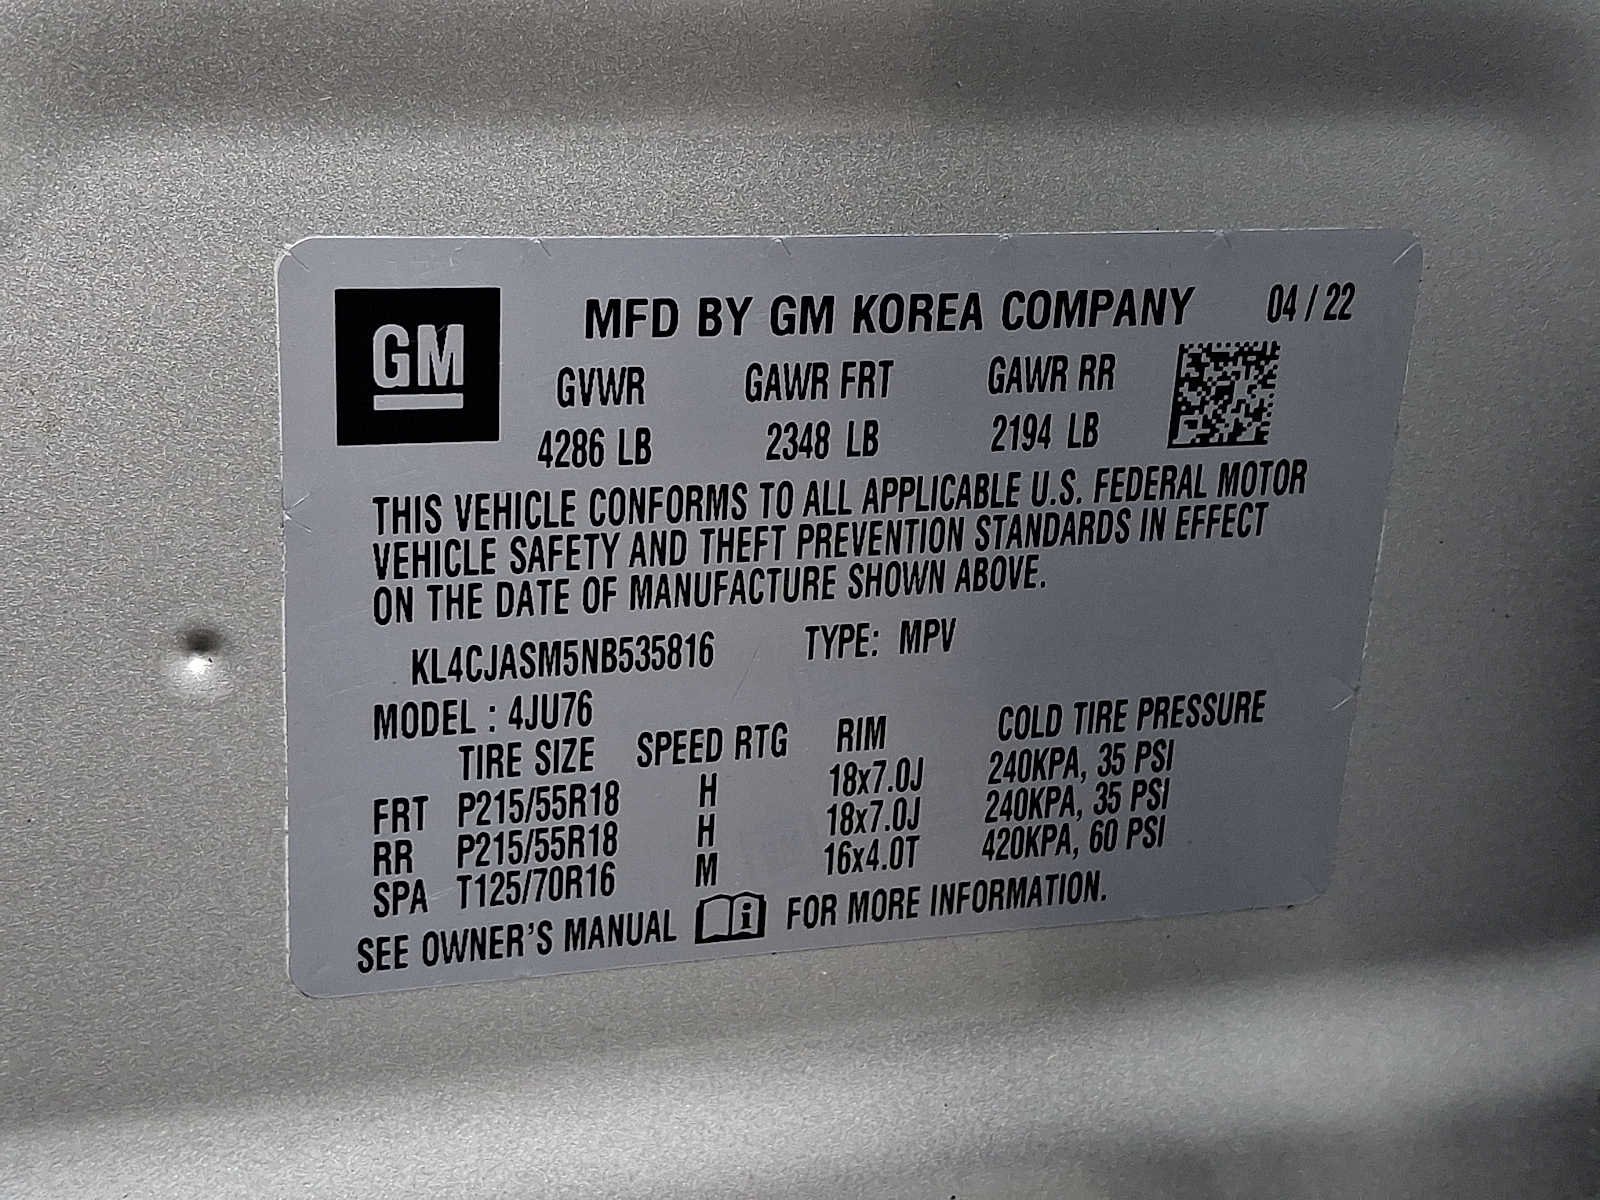 GM
MFD BY GM KOREA COMPANY 04 / 22
GVWR GAWR FRT GAWR RR
4286 LB 2348 LB 2194 LB
THIS VEHICLE CONFORMS TO ALL APPLICABLE U.S. FEDERAL MOTOR
VEHICLE SAFETY AND THEFT PREVENTION STANDARDS IN EFFECT
ON THE DATE OF MANUFACTURE SHOWN ABOVE.
KL4CJASM5NB535816 TYPE: MPV
MODEL : 4JU76
TIRE SIZE SPEED RTG RIM COLD TIRE PRESSURE
FRT P215/55R18 H 18x7.0J 240KPA, 35 PSI
RR P215/55R18 H 18x7.0J 240KPA, 35 PSI
SPA T125/70R16 M 16x4.0T 420KPA, 60 PSI
SEE OWNER'S MANUAL i FOR MORE INFORMATION.